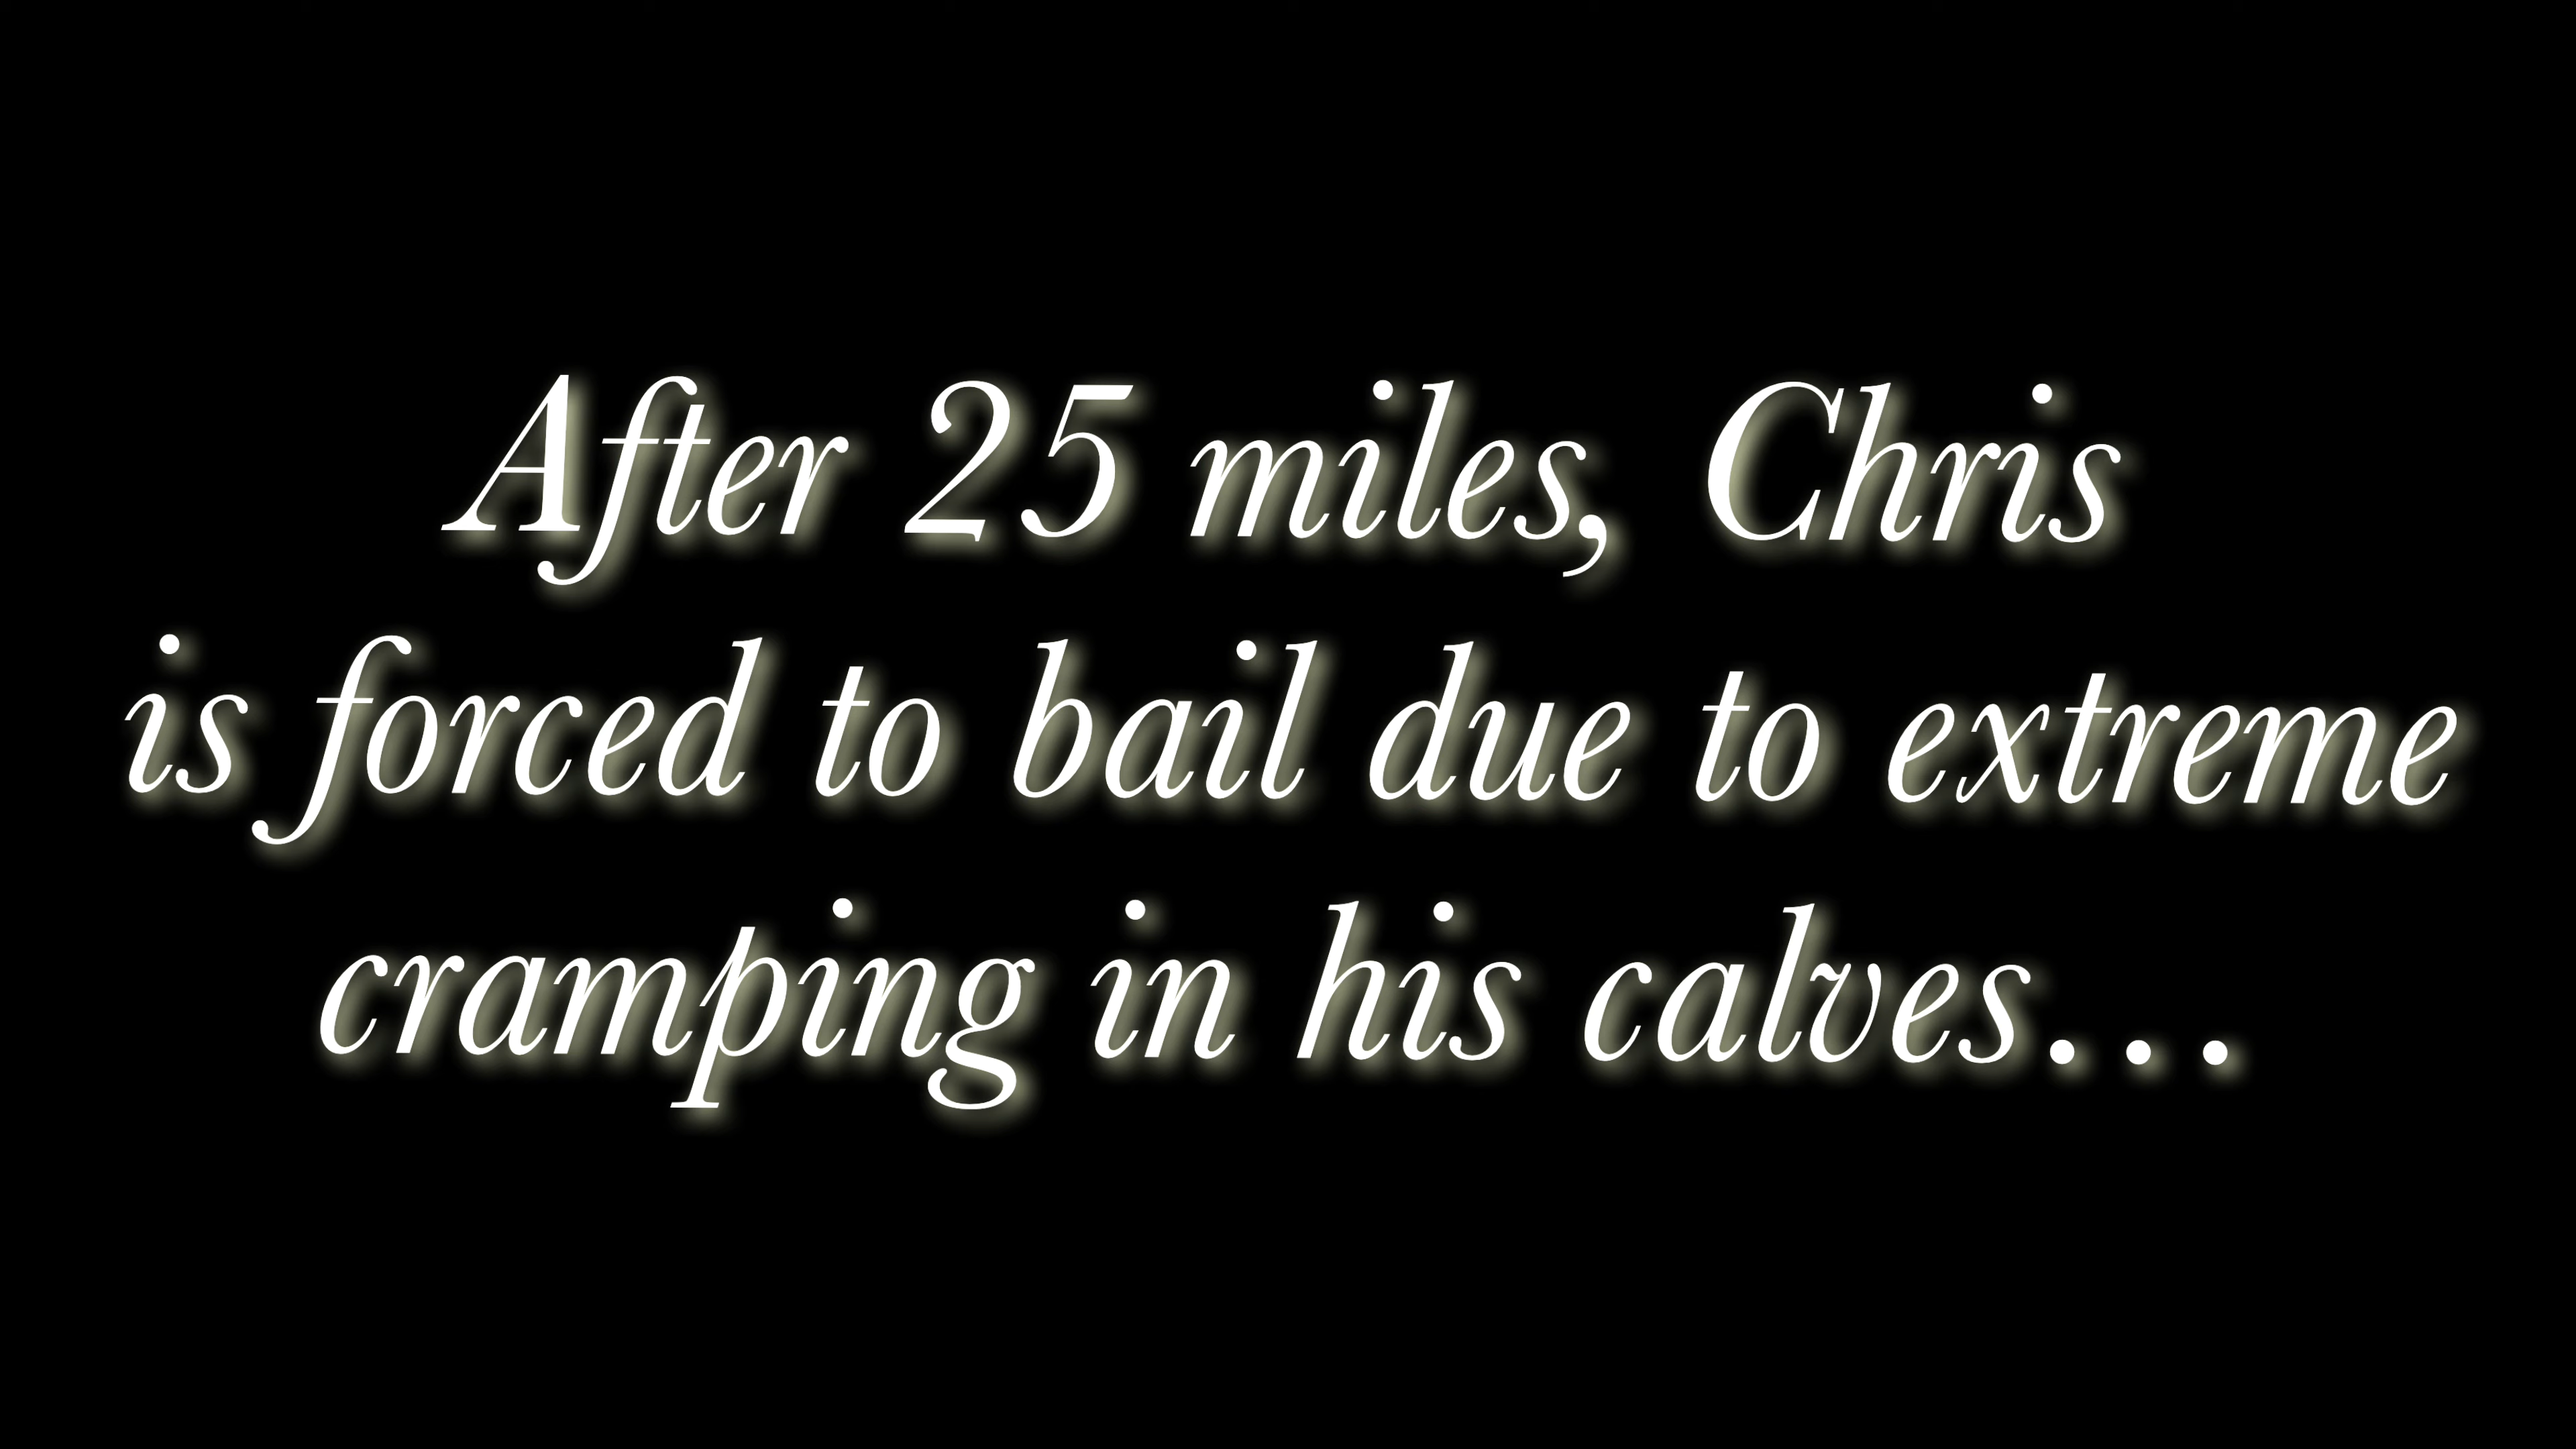 After 25 miles, Chris
is forced to bail due to extreme
cramping in his calves...